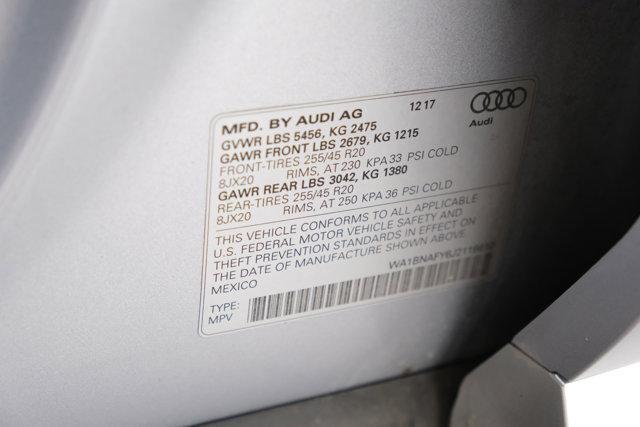 MFD. BY AUDI AG 12 17
Audi
GVWR LBS 5456, KG 2475
GAWR FRONT LBS 2679, KG 1215
FRONT-TIRES 255/45 R20
8JX20 RIMS, AT 230 KPA 33 PSI COLD
GAWR REAR LBS 3042, KG 1380
REAR-TIRES 255/45 R20
8JX20 RIMS, AT 250 KPA 36 PSI COLD
THIS VEHICLE CONFORMS TO ALL APPLICABLE
U.S. FEDERAL MOTOR VEHICLE SAFETY AND
THEFT PREVENTION STANDARDS IN EFFECT ON
THE DATE OF MANUFACTURE SHOWN ABOVE
MEXICO
TYPE:
MPV